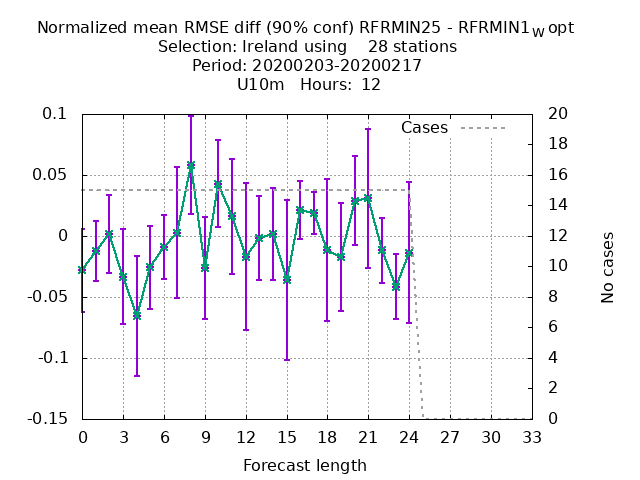 Normalized mean RMSE diff (90% conf) RFRMIN25 - RFRMIN1W opt
Selection: Ireland using 28 stations
Period: 20200203-20200217
U10m Hours: 12
0.1
0.05
0
-0.05
-0.1
-0.15
Cases
20
18
16
14
12
10
8
6
4
2
0
No cases
0 3 6 9 12 15 18 21 24 27 30 33
Forecast length